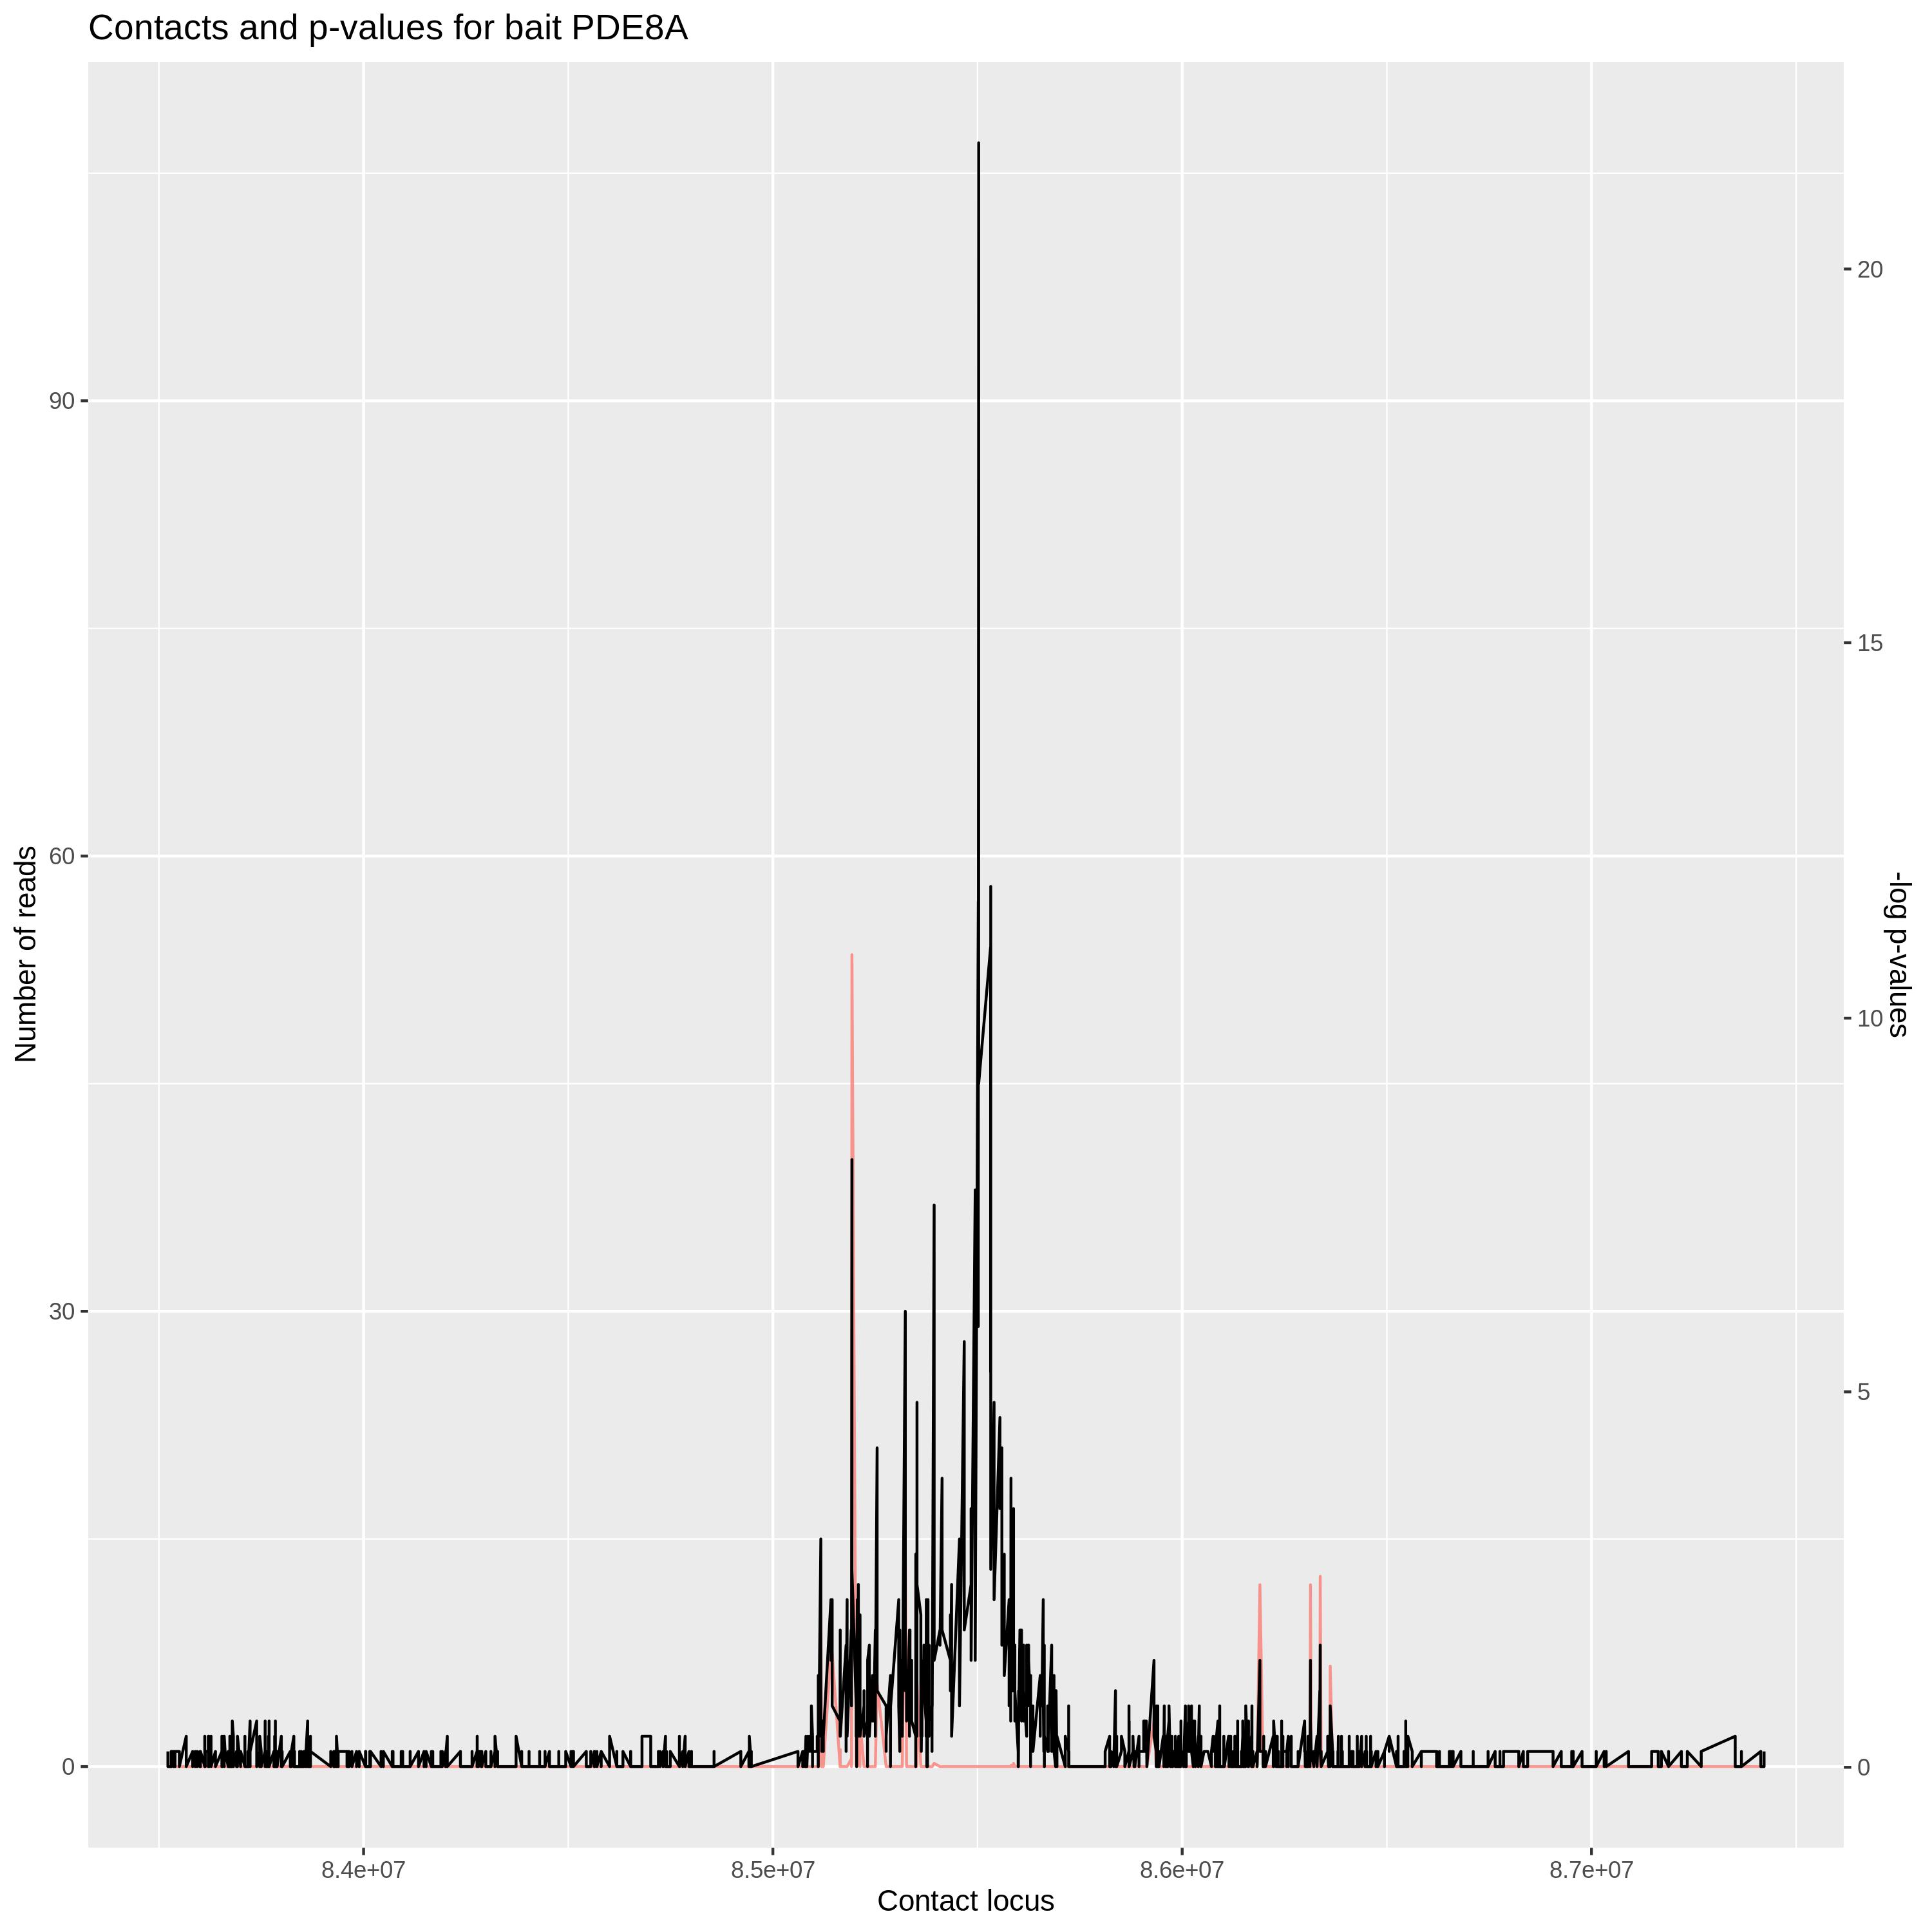 Contacts and p-values for bait PDE8A
90
60
30
0
20
15
10
5
0
Number of reads
-log p-values
8.4e+07 8.5e+07 8.6e+07 8.7e+07
Contact locus